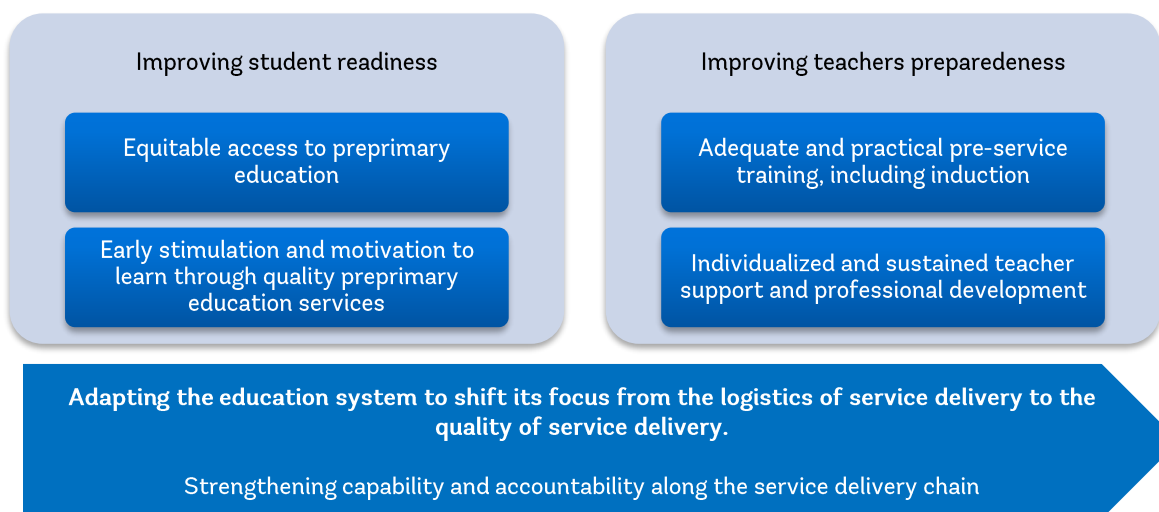 Improving student readiness
Equitable access to preprimary
education
Early stimulation and motivation to
learn through quality preprimary
education services
Improving teachers preparedeness
Adequate and practical pre-service
training, including induction
Individualized and sustained teacher
support and professional development
Adapting the education system to shift its focus from the logistics of service delivery to the
quality of service delivery.
Strengthening capability and accountability along the service delivery chain